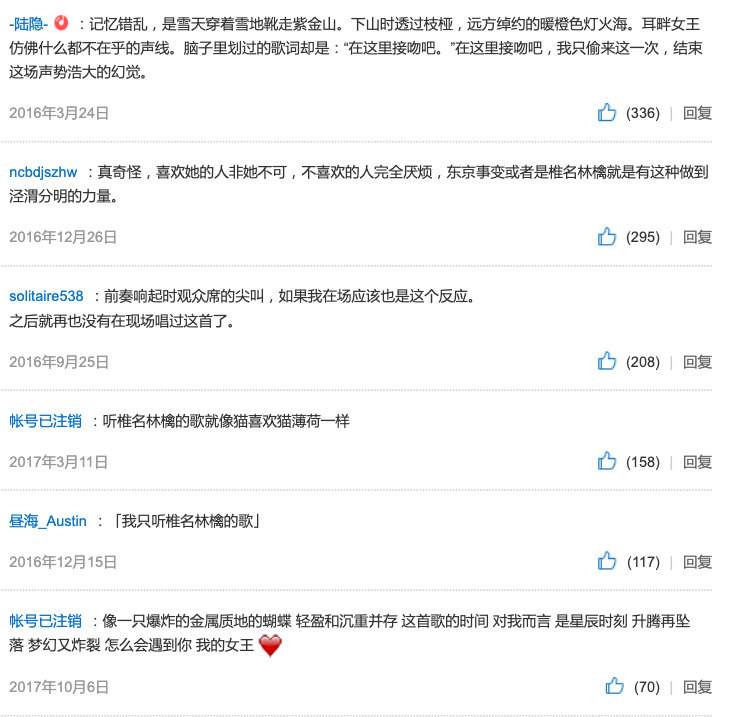 -陆隐- ：记忆错乱，是雪天穿着雪地靴走紫金山。下山时透过枝桠，远方绰约的暖橙色灯火海。耳畔女王
仿佛什么都不在乎的声线。脑子里划过的歌词却是：“在这里接吻吧。”在这里接吻吧，我只偷来这一次，结束
这场声势浩大的幻觉。
2016年3月24日 (336) | 回复
ncbdjszhw ：真奇怪，喜欢她的人非她不可，不喜欢的人完全厌烦，东京事变或者是椎名林檎就是有这种做到
泾渭分明的力量。
2016年12月26日 (295) | 回复
solitaire538 ：前奏响起时观众席的尖叫，如果我在场应该也是这个反应。
之后就再也没有在现场唱过这首了。
2016年9月25日 (208) | 回复
帐号已注销 ：听椎名林檎的歌就像猫喜欢猫薄荷一样
2017年3月11日 (158) | 回复
昼海_Austin ：「我只听椎名林檎的歌」
2016年12月15日 (117) | 回复
帐号已注销 ：像一只爆炸的金属质地的蝴蝶 轻盈和沉重并存 这首歌的时间 对我而言 是星辰时刻 升腾再坠
落 梦幻又炸裂 怎么会遇到你 我的女王
2017年10月6日 (70) | 回复